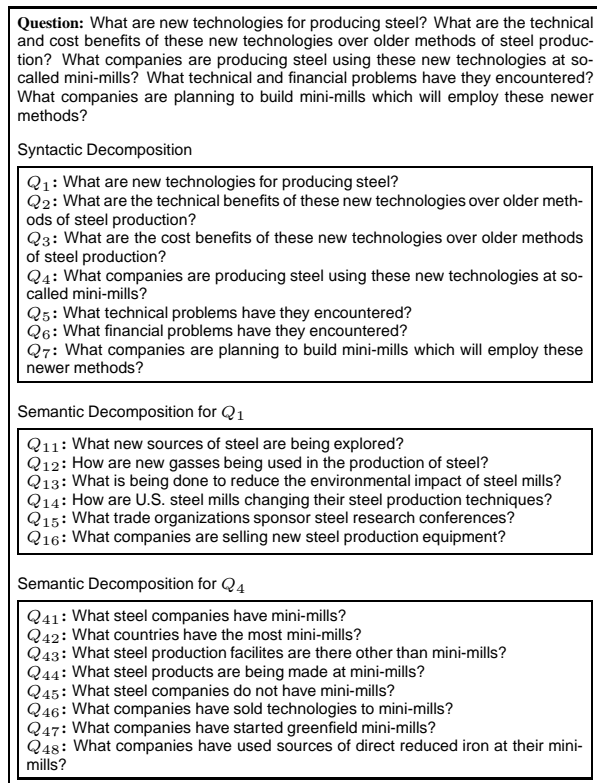 Question: What are new technologies for producing steel? What are the technical
and cost benefits of these new technologies over older methods of steel produc-
tion? What companies are producing steel using these new technologies at so-
called mini-mills? What technical and financial problems have they encountered?
What companies are planning to build mini-mills which will employ these newer
methods?
Syntactic Decomposition
Q1: What are new technologies for producing steel?
Q3: What are the technical benefits of these new technologies over older meth-
ods of steel production?
Q3: What are the cost benefits of these new technologies over older methods
of steel production?
Q4: What companies are producing steel using these new technologies at so-
called mini-mills?
Q5: What technical problems have they encountered?
Q6: What financial problems have they encountered?
Q7: What companies are planning to build mini-mills which will employ these
newer methods?
Semantic Decomposition for Q1
Q11: What new sources of steel are being explored?
Q12: How are new gasses being used in the production of steel?
Q13: What is being done to reduce the environmental impact of steel mills?
Q14: How are U.S. steel mills changing their steel production techniques?
Q15: What trade organizations sponsor steel research conferences?
Q16: What companies are selling new steel production equipment?
Semantic Decomposition for Q4
Q41: What steel companies have mini-mills?
Q42: What countries have the most mini-mills?
Q43: What steel production facilites are there other than mini-mills?
Q44: What steel products are being made at mini-mills?
Q45: What steel companies do not have mini-mills?
Q46: What companies have sold technologies to mini-mills?
Q47: What companies have started greenfield mini-mills?
Q48: What companies have used sources of direct reduced iron at their mini-
mills?